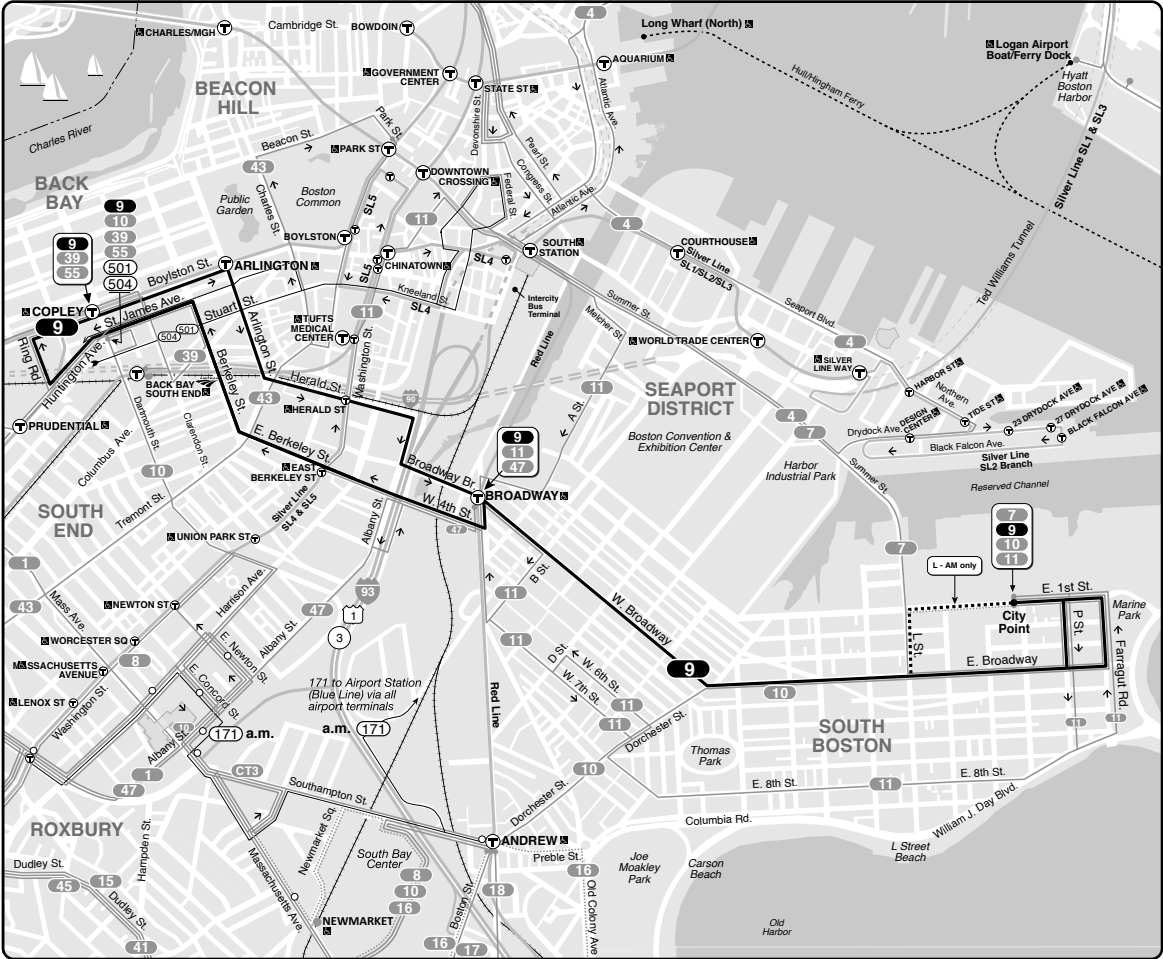 4
Long Wharf (North)
CHARLES/MGH
Cambridge St.
BOWDOIN
AQUARIUM
Logan Airport
Boat/Ferry Dock
GOVERNMENT
CENTER
STATE ST
Hyatt
Boston
Harbor
BEACON
HILL
Hull/Hingham Ferry
Atlantic Ave.
Devonshire St.
Park St.
Charles River
Beacon St.
PARK ST
Pearl St.
Silver Line SL1 & SL3
43
DOWNTOWN
CROSSING
Congress St.
Federal St.
BACK
BAY
Public
Garden
Charles St.
Boston
Common
SL5
11
Atlantic Ave.
4
9
10
39
55
501
504
9
39
55
BOYLSTON
SOUTH
STATION
COURTHOUSE
Silver Line
SL1/SL2/SL3
Ted Williams Tunnel
Boylston St.
ARLINGTON
SL5
CHINATOWN
SL4
Kneeland St.
SL4
Intercity
Bus
Terminal
Summer St.
Seaport Blvd.
COPLEY
St. James Ave.
Stuart St.
9
11
TUFTS
MEDICAL
CENTER
Melcher St.
Red Line
WORLD TRADE CENTER
4
501
504
Ring Rd
Huntington Ave.
39
Arlington St.
Washington St.
SILVER
LINE WAY
BACK BAY
SOUTH END
Berkeley St.
Herald St.
43
HERALD ST
90
11
A St.
SEAPORT
DISTRICT
HARBOR ST
Northern
Ave.
TIDE ST
23 DRYDOCK AVE
27 DRYDOCK AVE
BLACK FALCON AVE
DESIGN
CENTER
Drydock Ave.
Black Falcon Ave.
Silver Line
SL2 Branch
4
7
PRUDENTIAL
Dartmouth St.
Clarendon St.
Columbus Ave.
E. Berkeley St.
Broadway Br.
9
11
47
Boston Convention &
Exhibition Center
Harbor
Industrial Park
Summer St.
Reserved Channel
10
EAST
BERKELEY ST
Silver Line
SL4 & SL5
W. 4th St.
BROADWAY
47
SOUTH
END
Tremont St.
Albany St.
UNION PARK ST
7
7
9
10
11
L - AM only
1
B St.
11
93
1
3
Mass Ave.
43
Harrison Ave.
NEWTON ST
47
W. Broadway
City
Point
E. 1st St.
Marine
Park
L St.
P St.
E. Broadway
Farragut Rd.
WORCESTER SQ
8
E. Newton St.
Albany St.
11
D St.
W. 6th St.
W. 7th St.
9
MASSACHUSETTS
AVENUE
E. Concord St.
171 to Airport Station
(Blue Line) via all
airport terminals
11
11
10
LENOX ST
Washington St.
10
171 a.m.
a.m. 171
Red Line
Dorchester St.
SOUTH
BOSTON
11
11
Albany St.
1
47
CT3
Southampton St.
10
Thomas
Park
E. 8th St.
11
E. 8th St.
William J. Day Blvd.
Dorchester St.
Columbia Rd.
ROXBURY
Hampden St.
Newmarket Sq.
ANDREW
Preble St.
L Street
Beach
Dudley St.
45
15
Dudley St.
41
Massachusetts Ave.
South Bay
Center
8
10
16
16
18
Joe
Moakley
Park
Carson
Beach
Old Colony Ave
NEWMARKET
Boston St.
16
17
Old
Harbor